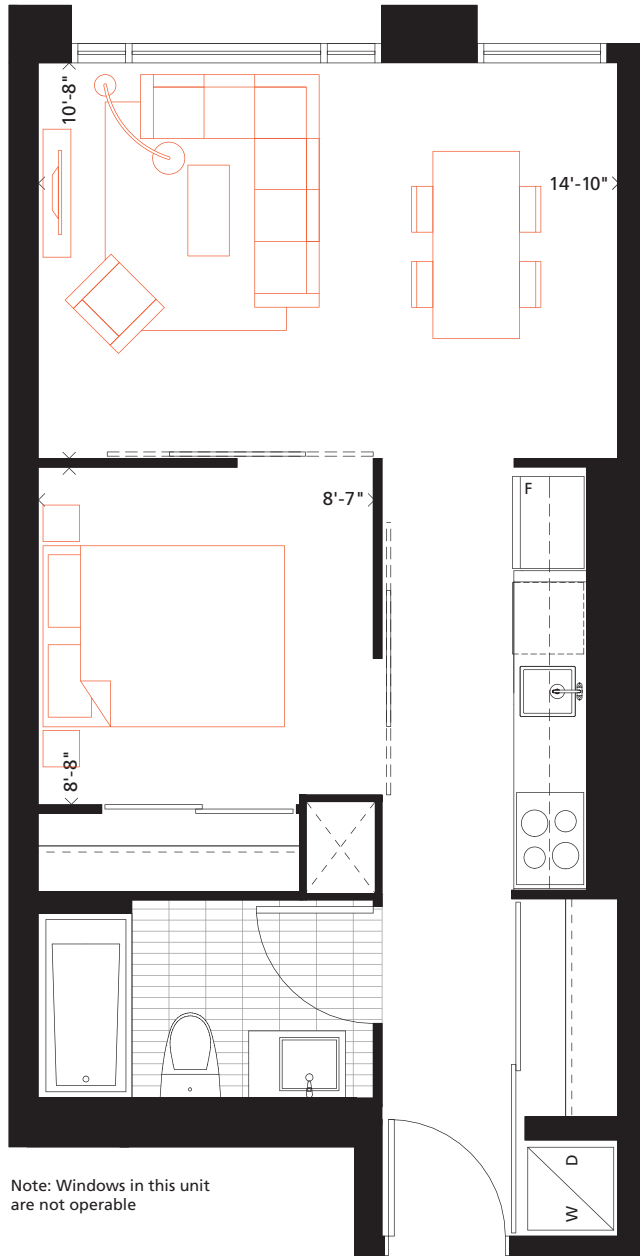 10'-8"
14'-10"
8'-7"
F
8'-8"
D
W
Note: Windows in this unit
are not operable